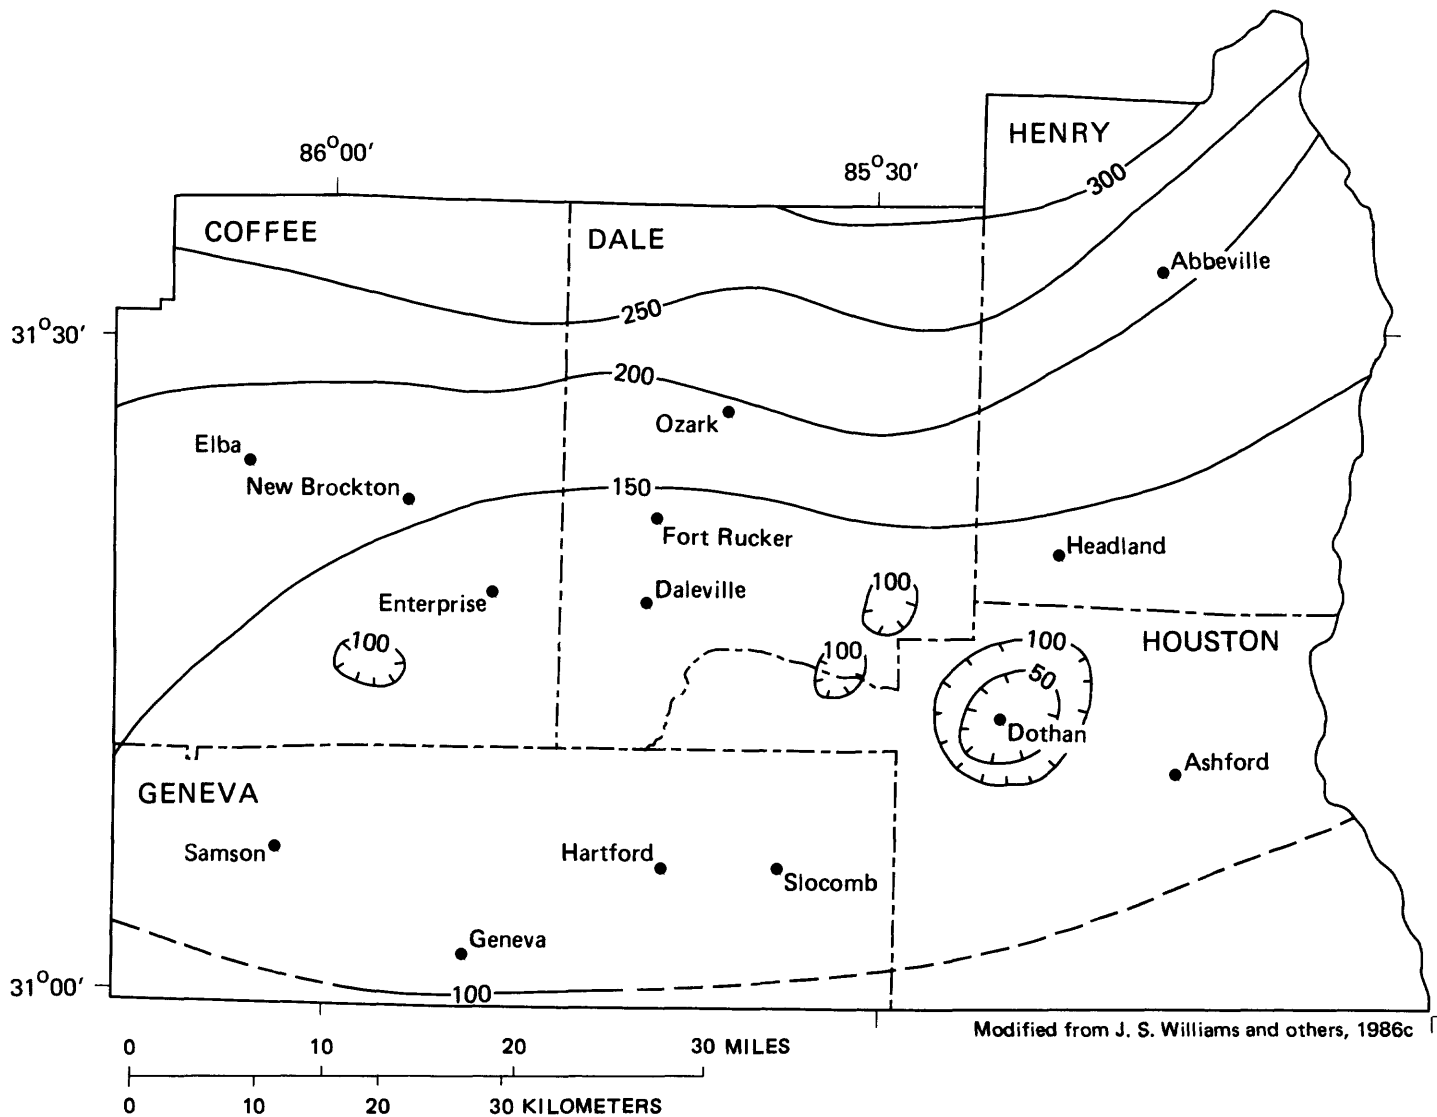 HENRY
86°00'
85°30'
300
COFFEE
DALE
Abbeville
250
31°30'
200
Ozark
Elba
New Brockton
150
Fort Rucker
Headland
Enterprise
Daleville
100
100
100
100
HOUSTON
50
Dothan
Ashford
GENEVA
Samson
Hartford
Slocomb
Geneva
31°00'
100
Modified from J. S. Williams and others, 1986c
0 10 20 30 MILES
0 10 20 30 KILOMETERS